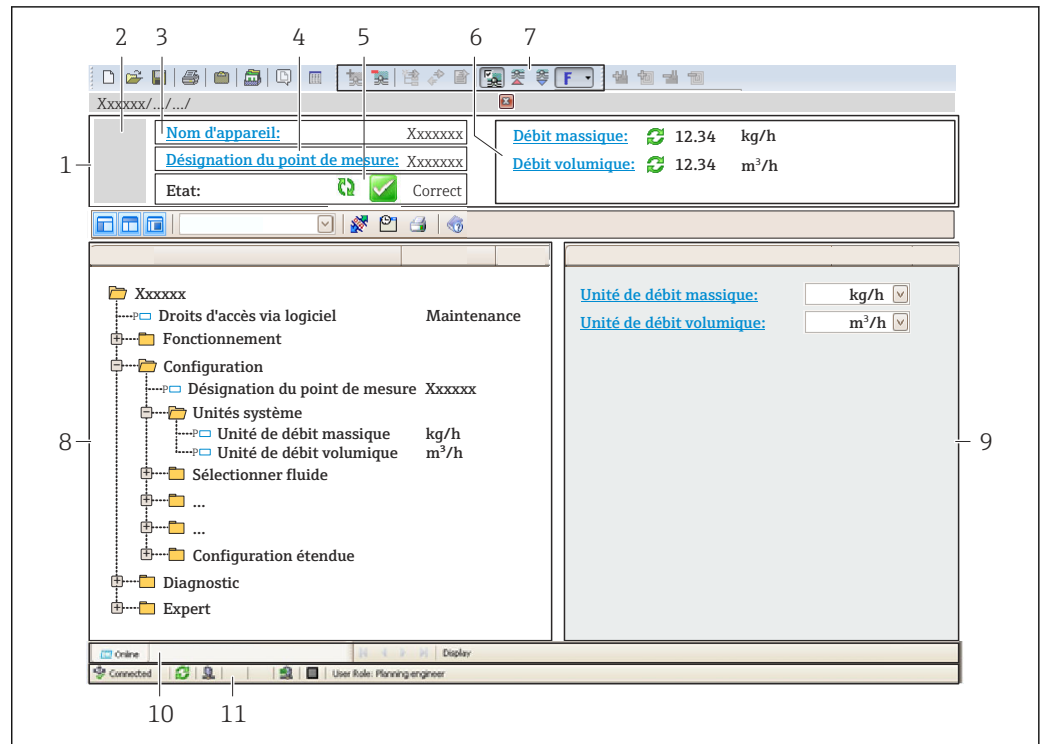 2 3 4 5 6 7
F
Xxxxxx/.../.../
1
Nom d'appareil: Xxxxxxx
Désignation du point de mesure: Xxxxxxx
Etat: Correct
Débit massique: 12.34 kg/h
Débit volumique: 12.34 m³/h
Xxxxxx
P Droits d'accès via logiciel Maintenance
Fonctionnement
Configuration
P Désignation du point de mesure Xxxxxx
Unités système
P Unité de débit massique kg/h
P Unité de débit volumique m³/h
Sélectionner fluide
...
...
Configuration étendue
Diagnostic
Expert
8
Unité de débit massique: kg/h
Unité de débit volumique: m³/h
9
Online Display
Connected User Role: Planning engineer
10 11